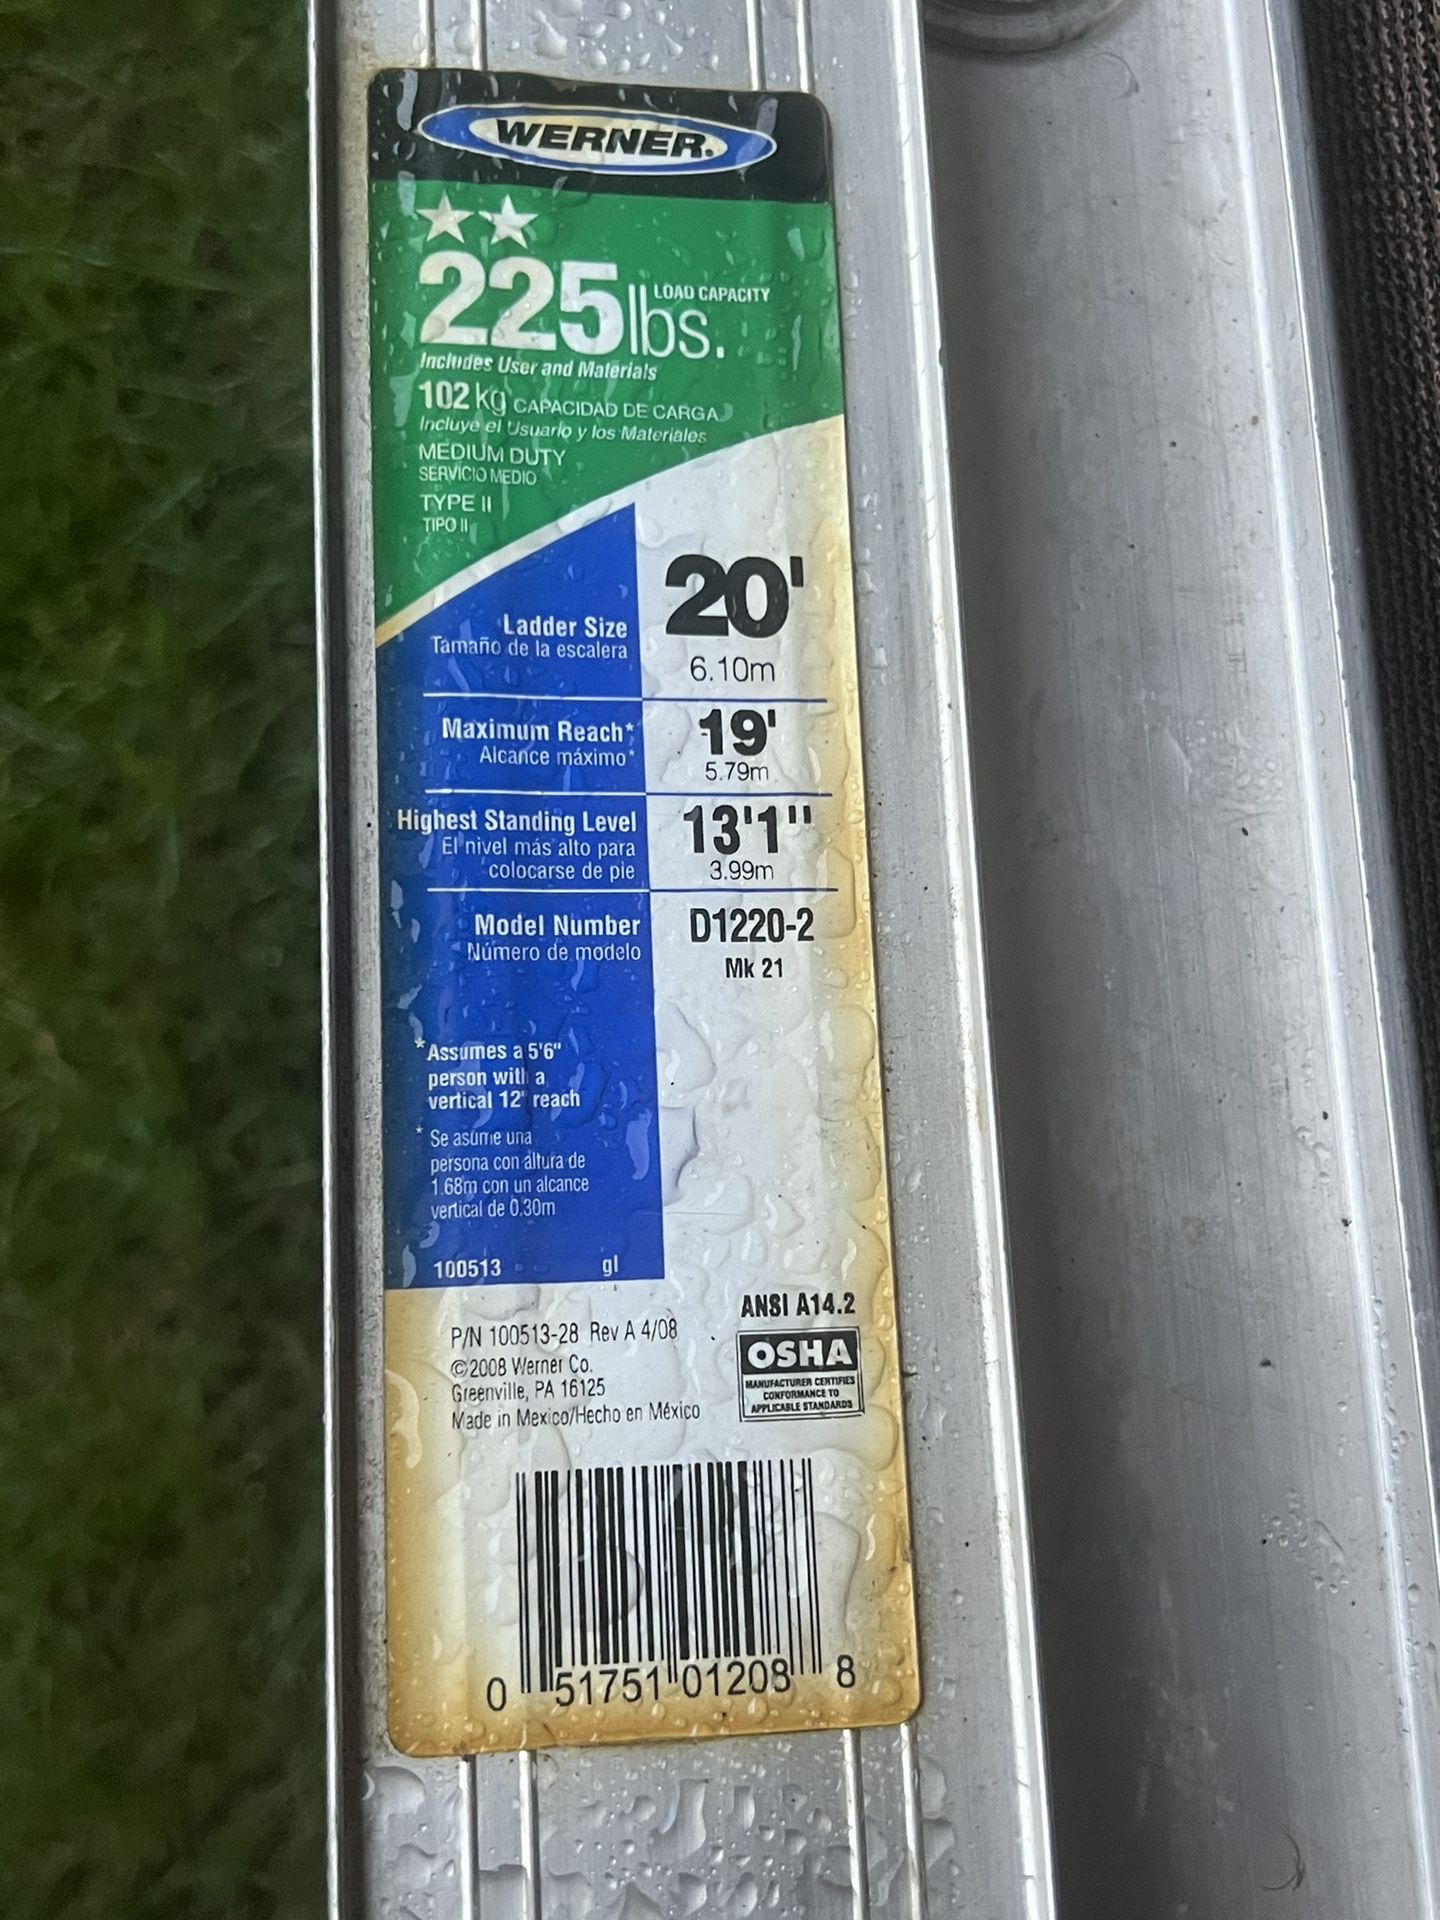 WERNER.
225 lbs. LOAD CAPACITY
Includes User and Materials
102 kg CAPACIDAD DE CARGA
Incluye el Usuario y los Materiales
MEDIUM DUTY
SERVICIO MEDIO
TYPE II
TIPO II
Ladder Size 20'
Tamaño de la escalera 6.10m
Maximum Reach* 19'
Alcance máximo* 5.79m
Highest Standing Level 13'1"
El nivel más alto para
colocarse de pie 3.99m
Model Number D1220-2
Número de modelo Mk 21
*Assumes a 5'6"
person with a
vertical 12" reach
* Se asume una
persona con altura de
1.68m con un alcance
vertical de 0.30m
100513 gl
ANSI A14.2
OSHA
MANUFACTURER CERTIFIES
CONFORMANCE TO
APPLICABLE STANDARDS
P/N 100513-28 Rev A 4/08
©2008 Werner Co.
Greenville, PA 16125
Made in Mexico/Hecho en México
0 51751 01208 8